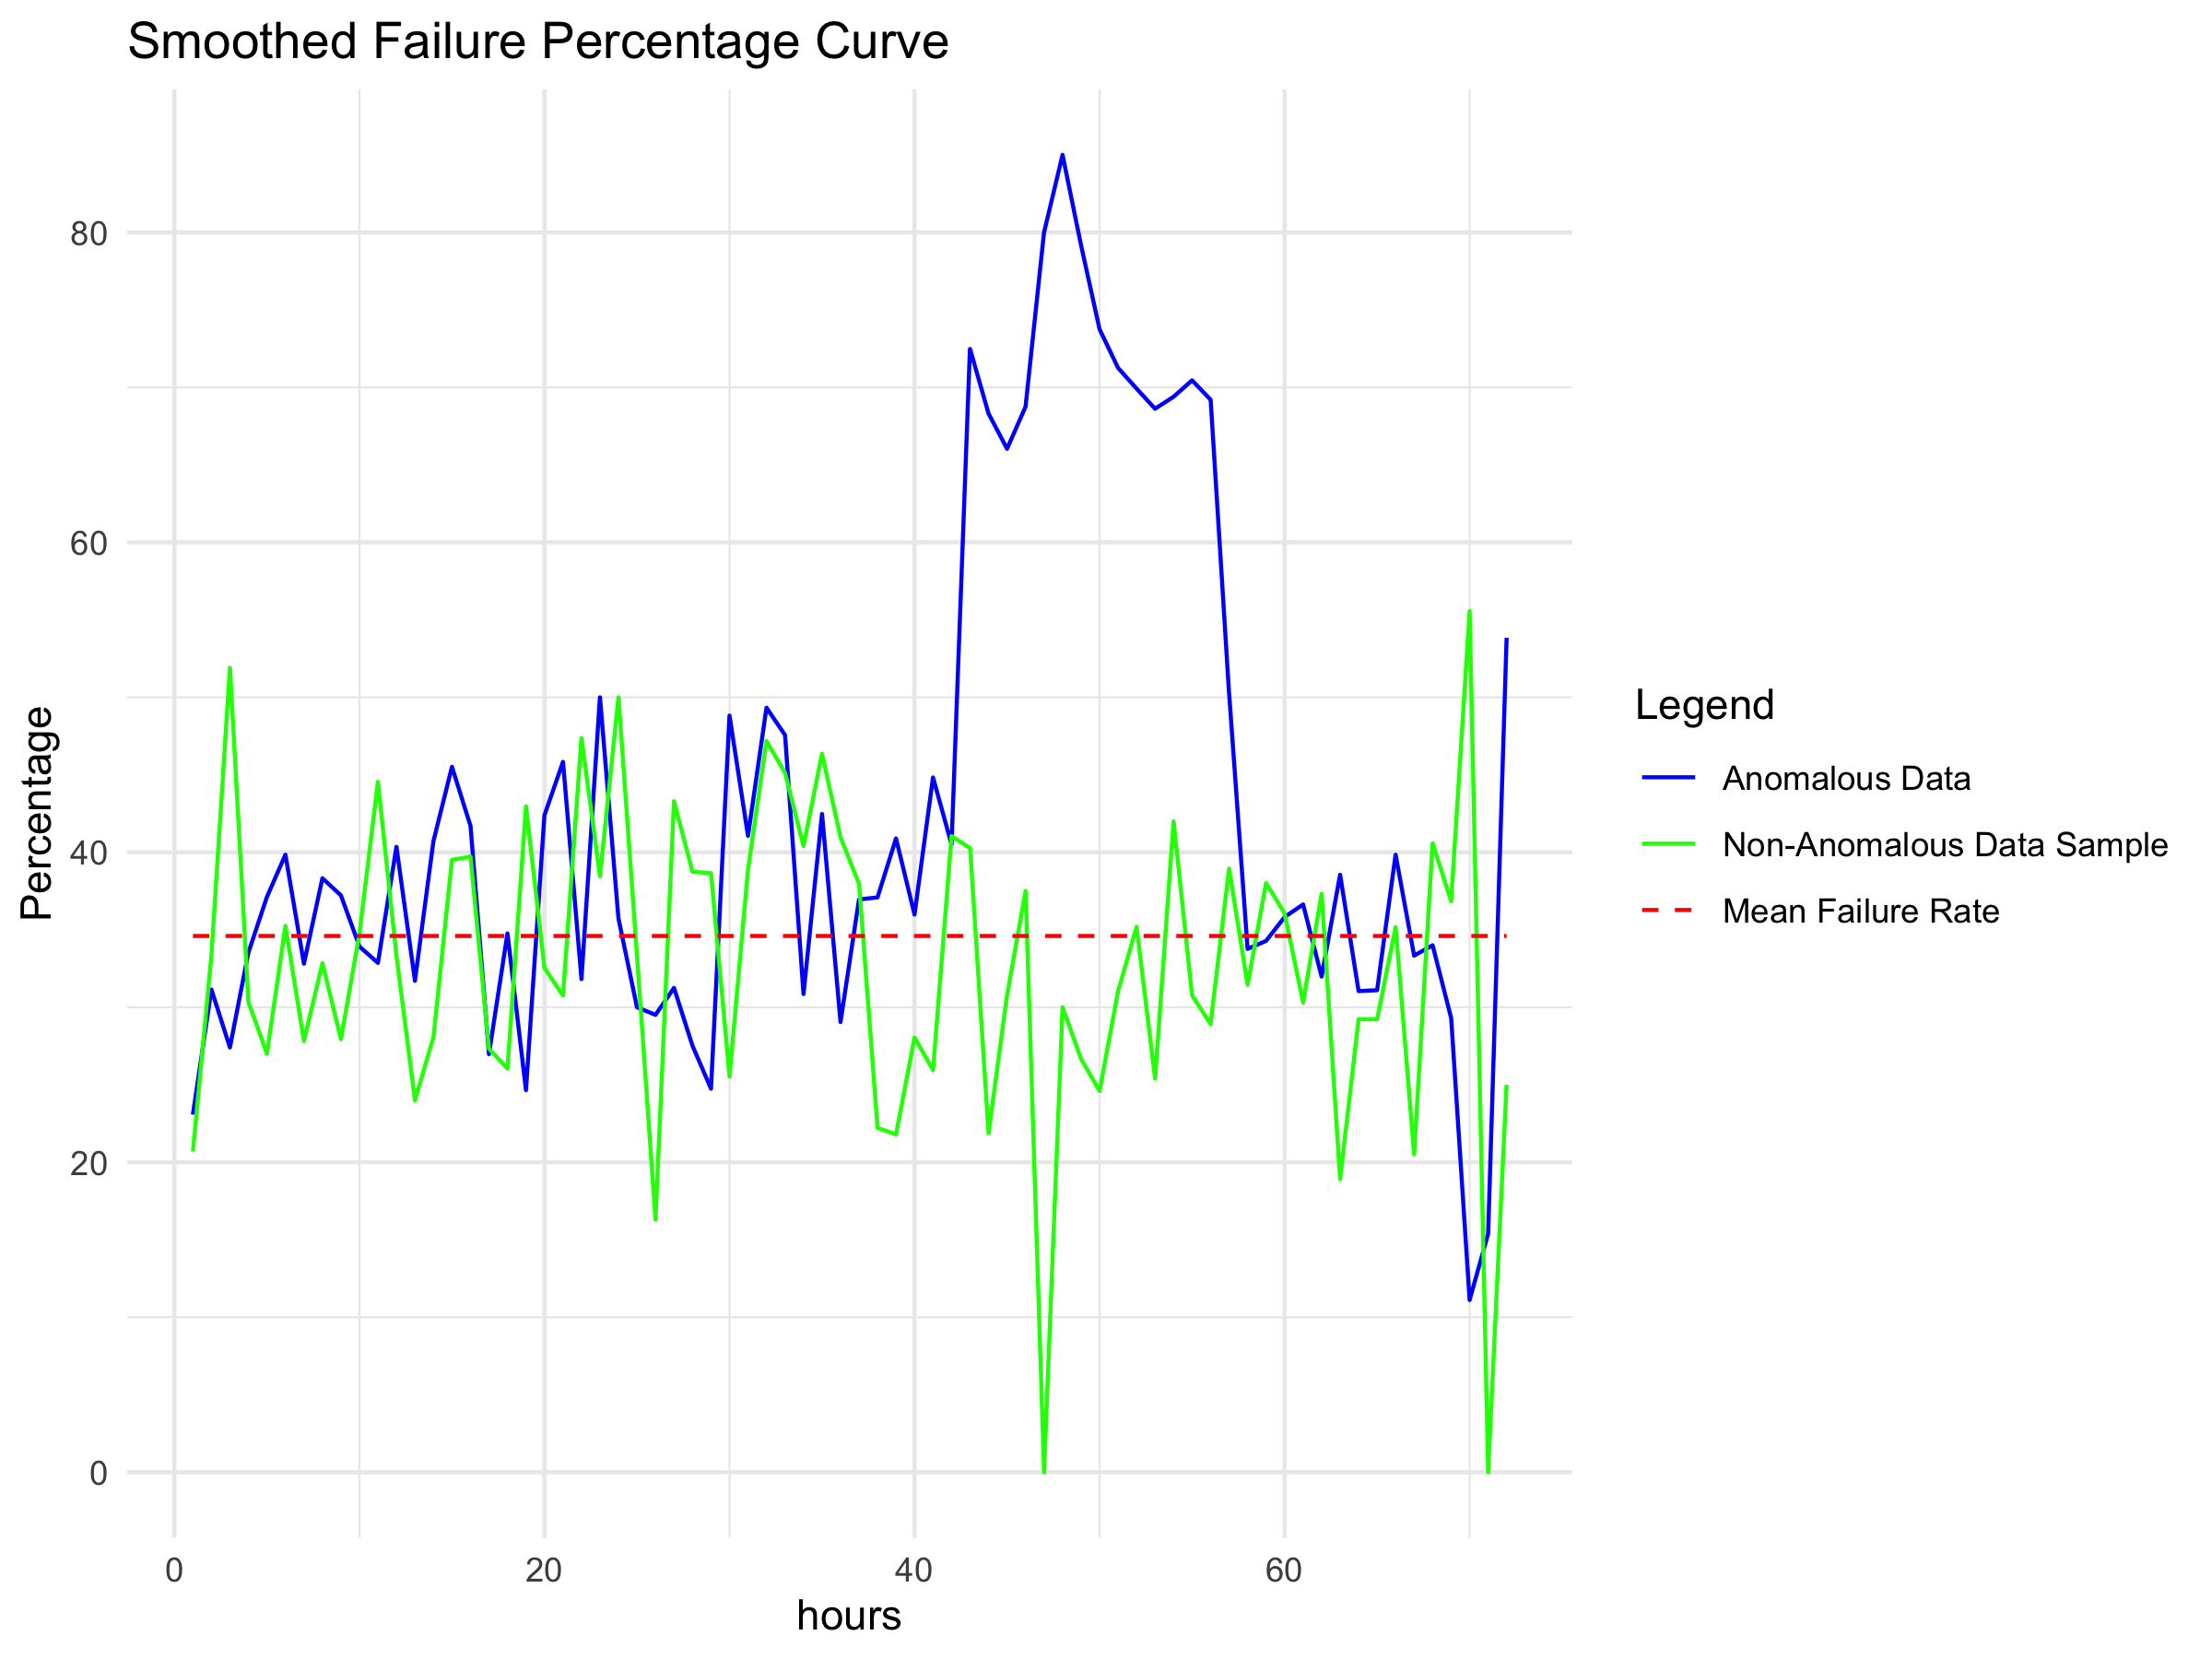 Smoothed Failure Percentage Curve
Percentage
80
60
40
20
0
0 20 40 60
hours
Legend
Anomalous Data
Non-Anomalous Data Sample
Mean Failure Rate